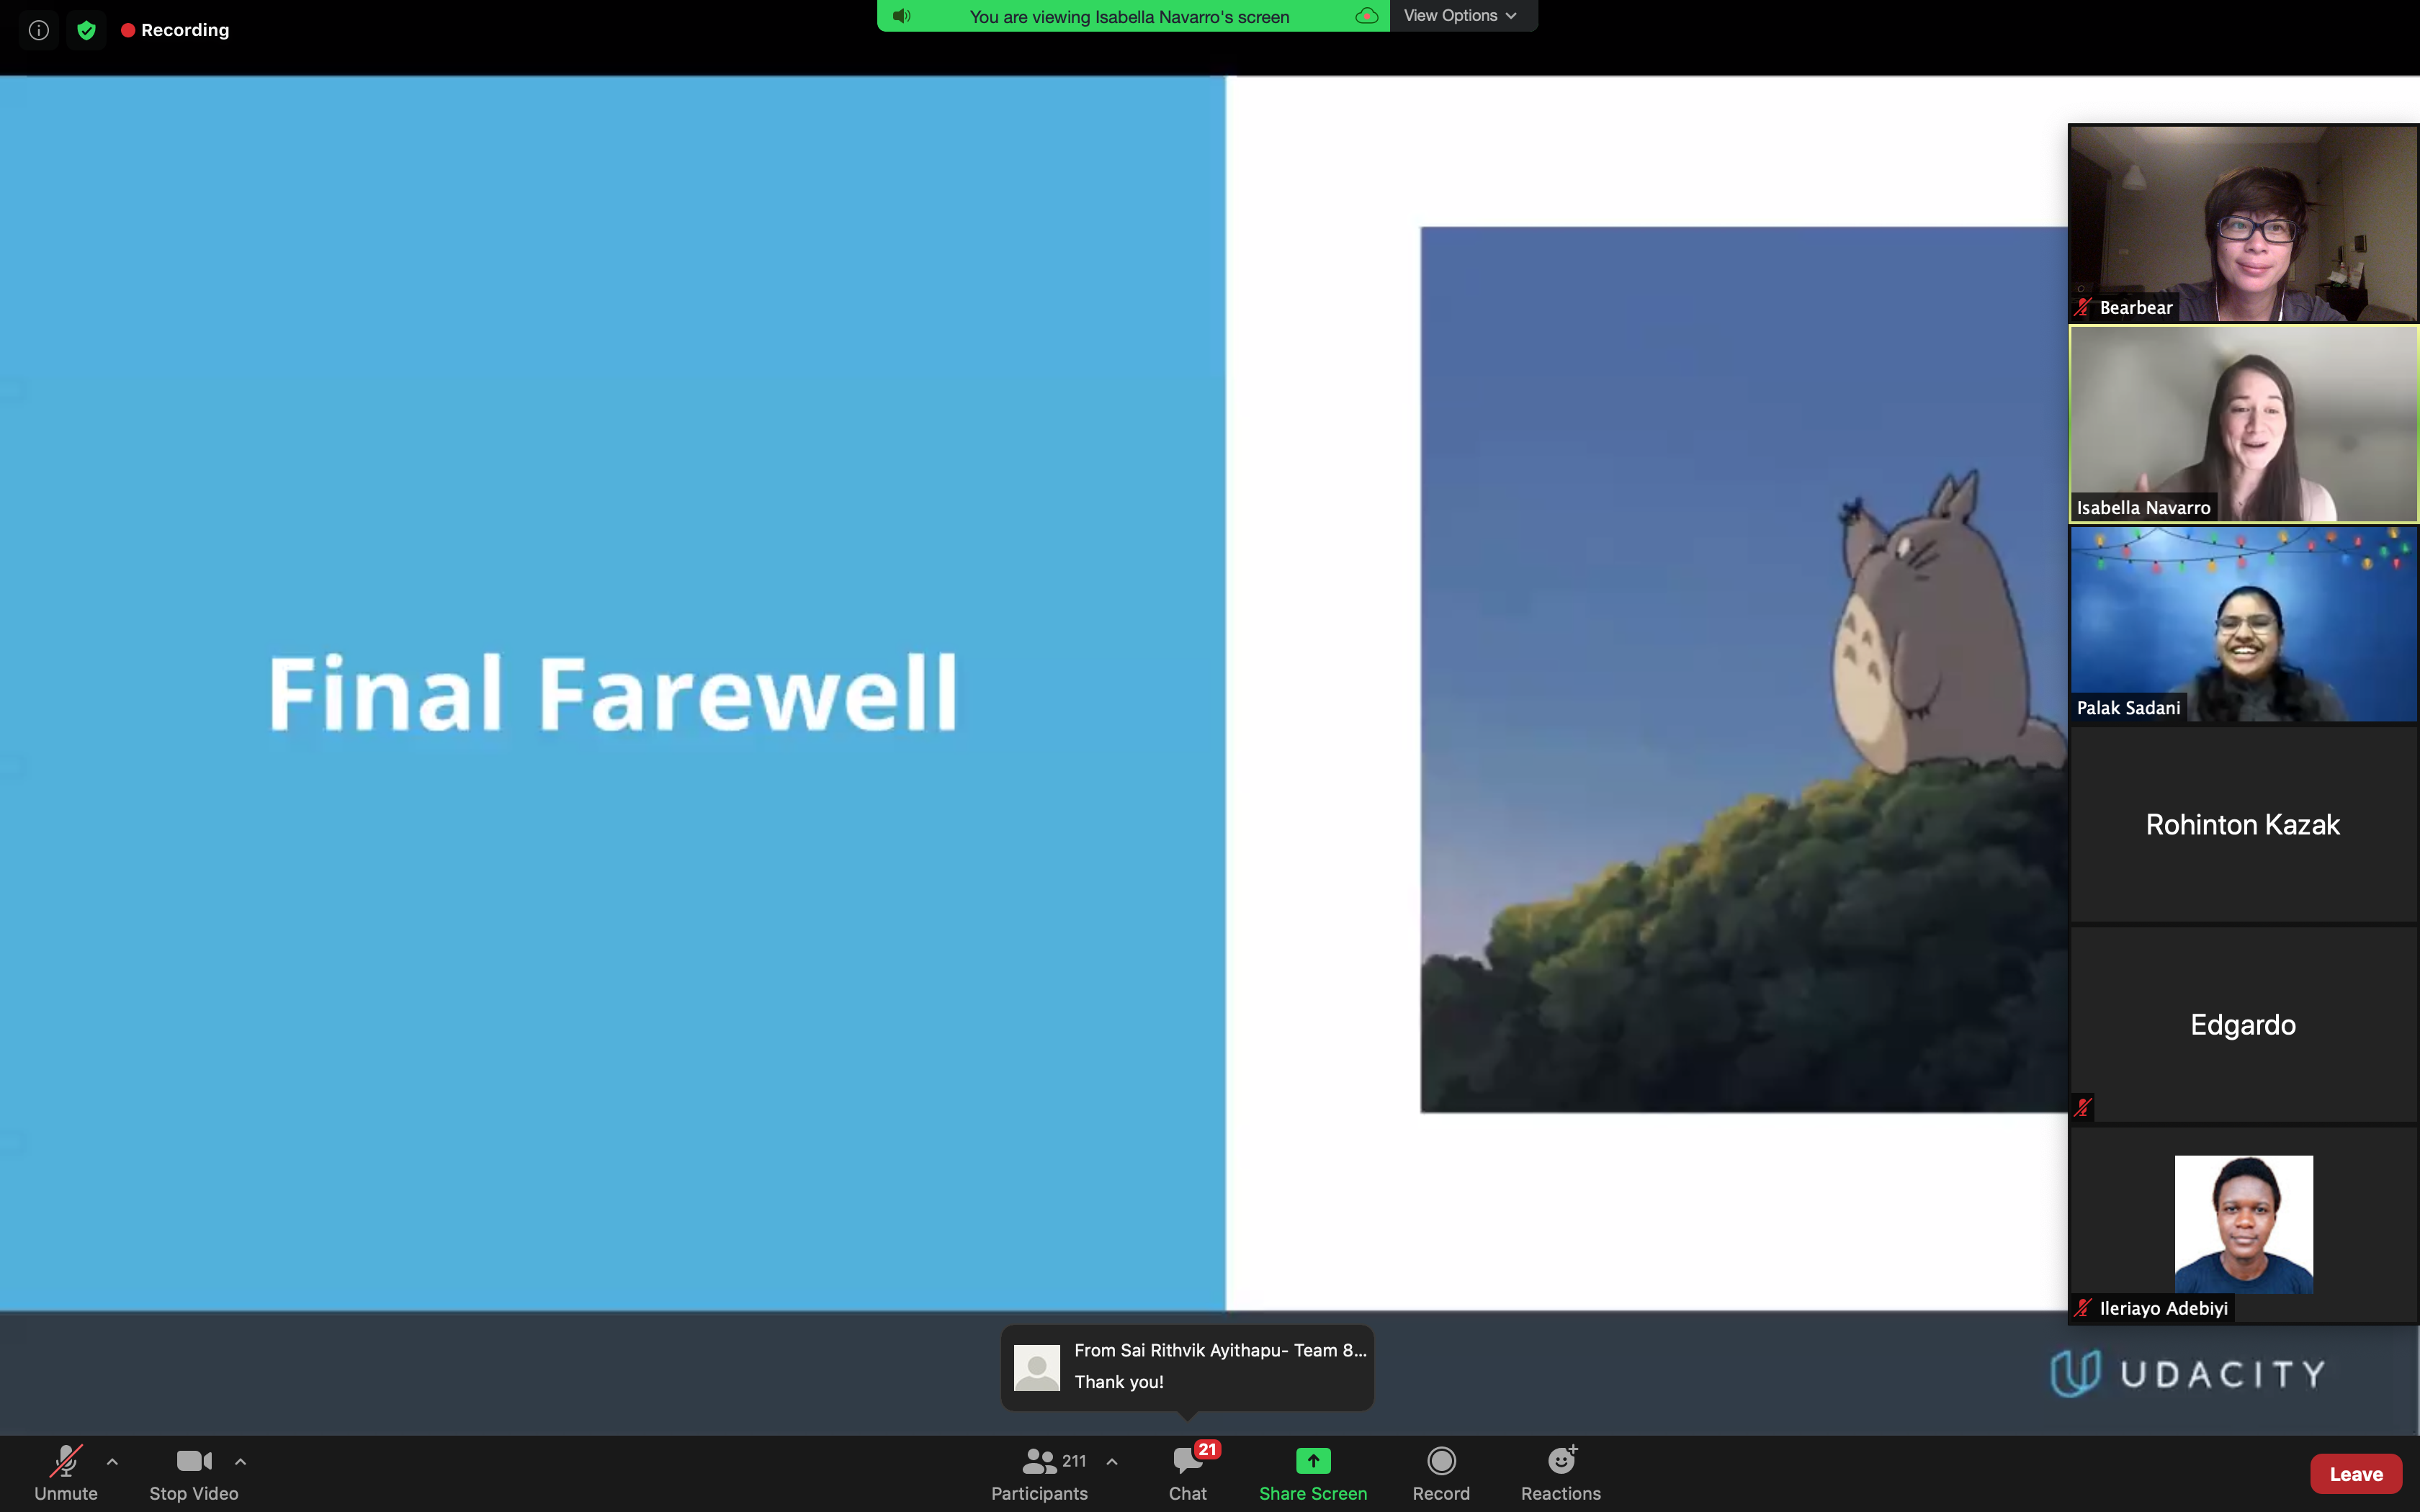 Recording
You are viewing Isabella Navarro's screen
View Options
Final Farewell
Bearbear
Isabella Navarro
Palak Sadani
Rohinton Kazak
Edgardo
Ileriayo Adebiyi
From Sai Rithvik Ayithapu- Team 8...
Thank you!
UDACITY
Unmute
Stop Video
211
Participants
21
Chat
Share Screen
Record
Reactions
Leave